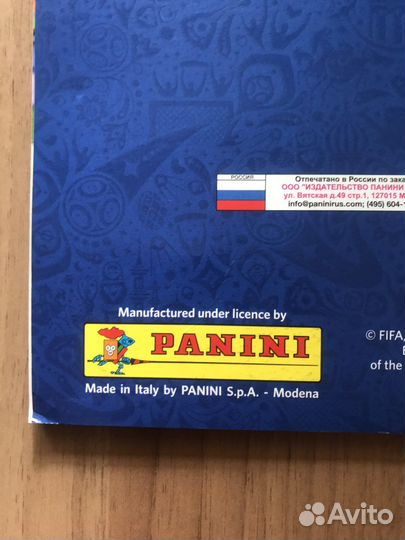 РОССИЯ
Отпечатано в России по зака
ООО "ИЗДАТЕЛЬСТВО ПАНИНИ
ул. Вятская д.49 стр.1, 127015 М
info@paninirus.com; (495) 604-1
Manufactured under licence by
PANINI
Made in Italy by PANINI S.p.A. - Modena
© FIFA,
of the
Avito